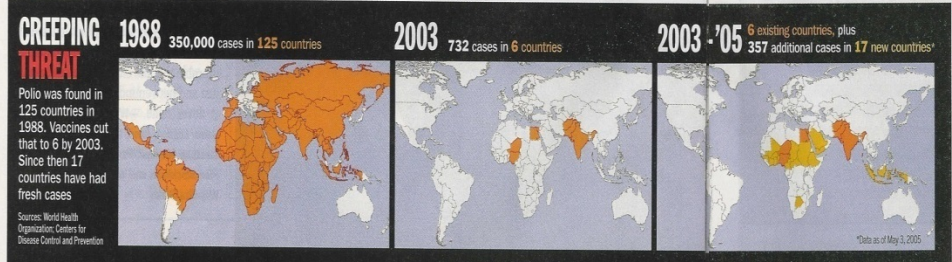 CREEPING
THREAT
Polio was found in
125 countries in
1988. Vaccines cut
that to 6 by 2003.
Since then 17
countries have had
fresh cases
Sources: World Health
Organization; Centers for
Disease Control and Prevention
1988 350,000 cases in 125 countries
2003 732 cases in 6 countries
2003-'05 6 existing countries, plus
357 additional cases in 17 new countries*
*Data as of May 3, 2005